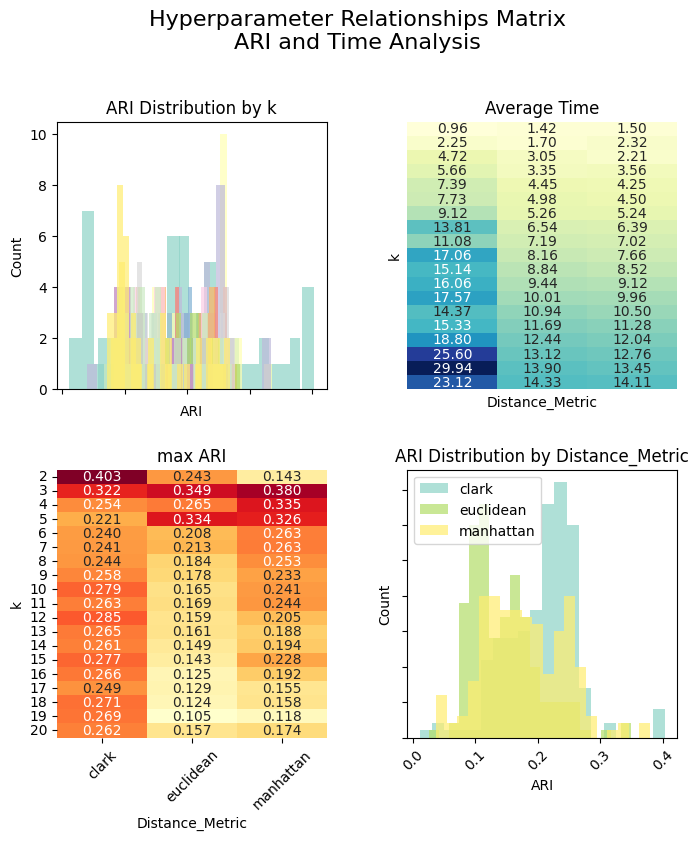 Hyperparameter Relationships Matrix
ARI and Time Analysis
ARI Distribution by k
10
8
6
4
2
0
Count
ARI
Average Time
0.96 1.42 1.50
2.25 1.70 2.32
4.72 3.05 2.21
5.66 3.35 3.56
7.39 4.45 4.25
7.73 4.98 4.50
9.12 5.26 5.24
13.81 6.54 6.39
11.08 7.19 7.02
17.06 8.16 7.66
15.14 8.84 8.52
16.06 9.44 9.12
17.57 10.01 9.96
14.37 10.94 10.50
15.33 11.69 11.28
18.80 12.44 12.04
25.60 13.12 12.76
29.94 13.90 13.45
23.12 14.33 14.11
k
Distance_Metric
max ARI
2 0.403 0.243 0.143
3 0.322 0.349 0.380
4 0.254 0.265 0.335
5 0.221 0.334 0.326
6 0.240 0.208 0.263
7 0.241 0.213 0.263
8 0.244 0.184 0.253
9 0.258 0.178 0.233
10 0.279 0.165 0.241
11 0.263 0.169 0.244
12 0.285 0.159 0.205
13 0.265 0.161 0.188
14 0.261 0.149 0.194
15 0.277 0.143 0.228
16 0.266 0.125 0.192
17 0.249 0.129 0.155
18 0.271 0.124 0.158
19 0.269 0.105 0.118
20 0.262 0.157 0.174
k
clark euclidean manhattan
Distance_Metric
ARI Distribution by Distance_Metric
clark
euclidean
manhattan
Count
0.0 0.1 0.2 0.3 0.4
ARI